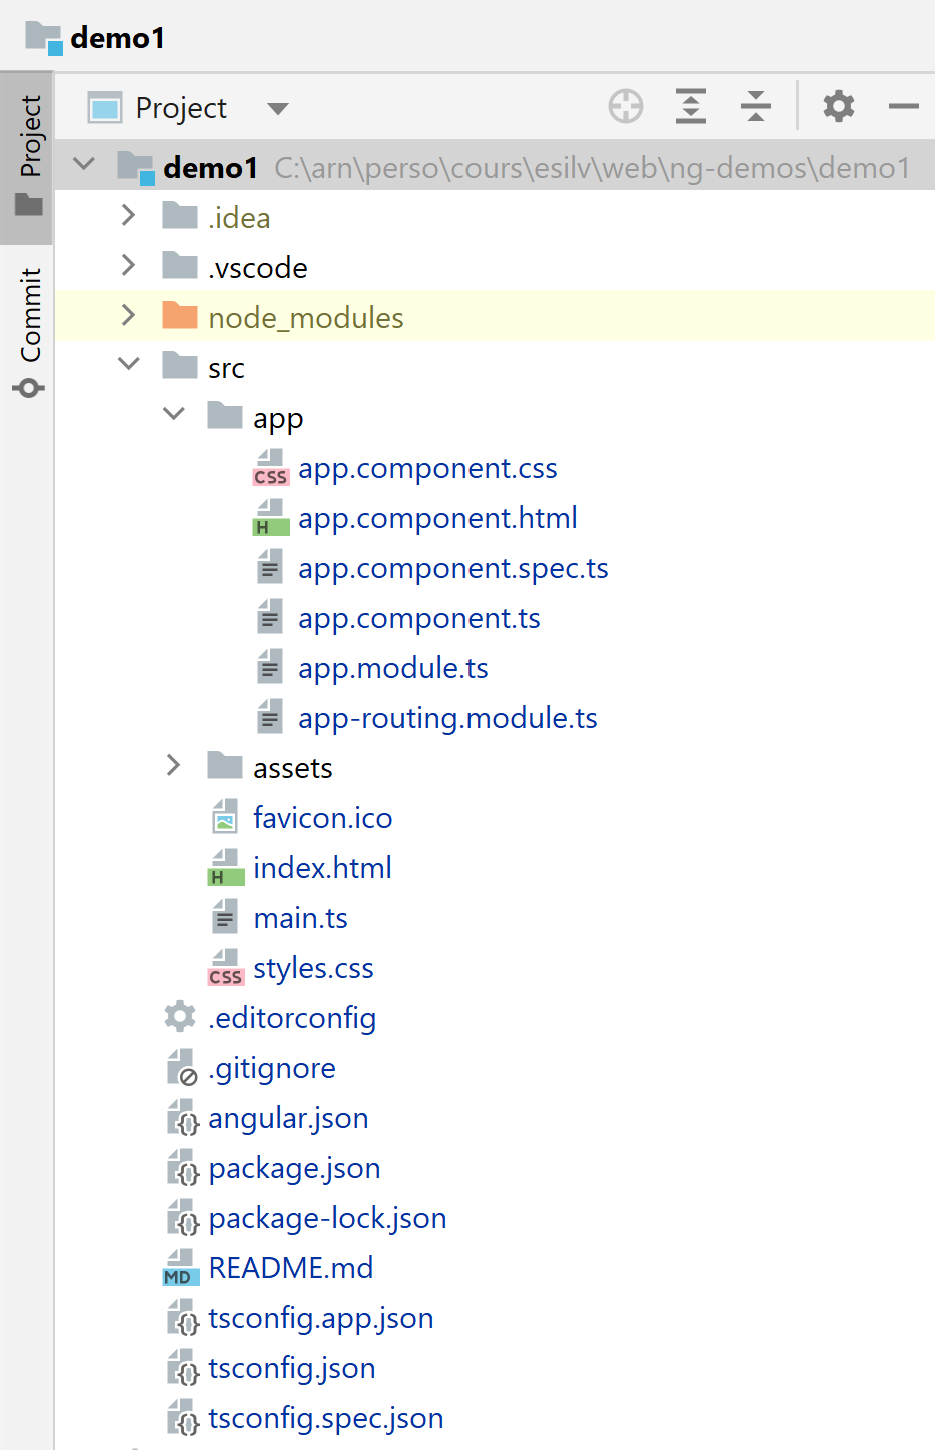 demo1
Project
Commit
Project
demo1 C:\arn\perso\cours\esilv\web\ng-demos\demo1
.idea
.vscode
node_modules
src
app
CSS app.component.css
H app.component.html
app.component.spec.ts
app.component.ts
app.module.ts
app-routing.module.ts
assets
favicon.ico
H index.html
main.ts
CSS styles.css
.editorconfig
.gitignore
{} angular.json
{} package.json
{} package-lock.json
MD README.md
{} tsconfig.app.json
{} tsconfig.json
{} tsconfig.spec.json